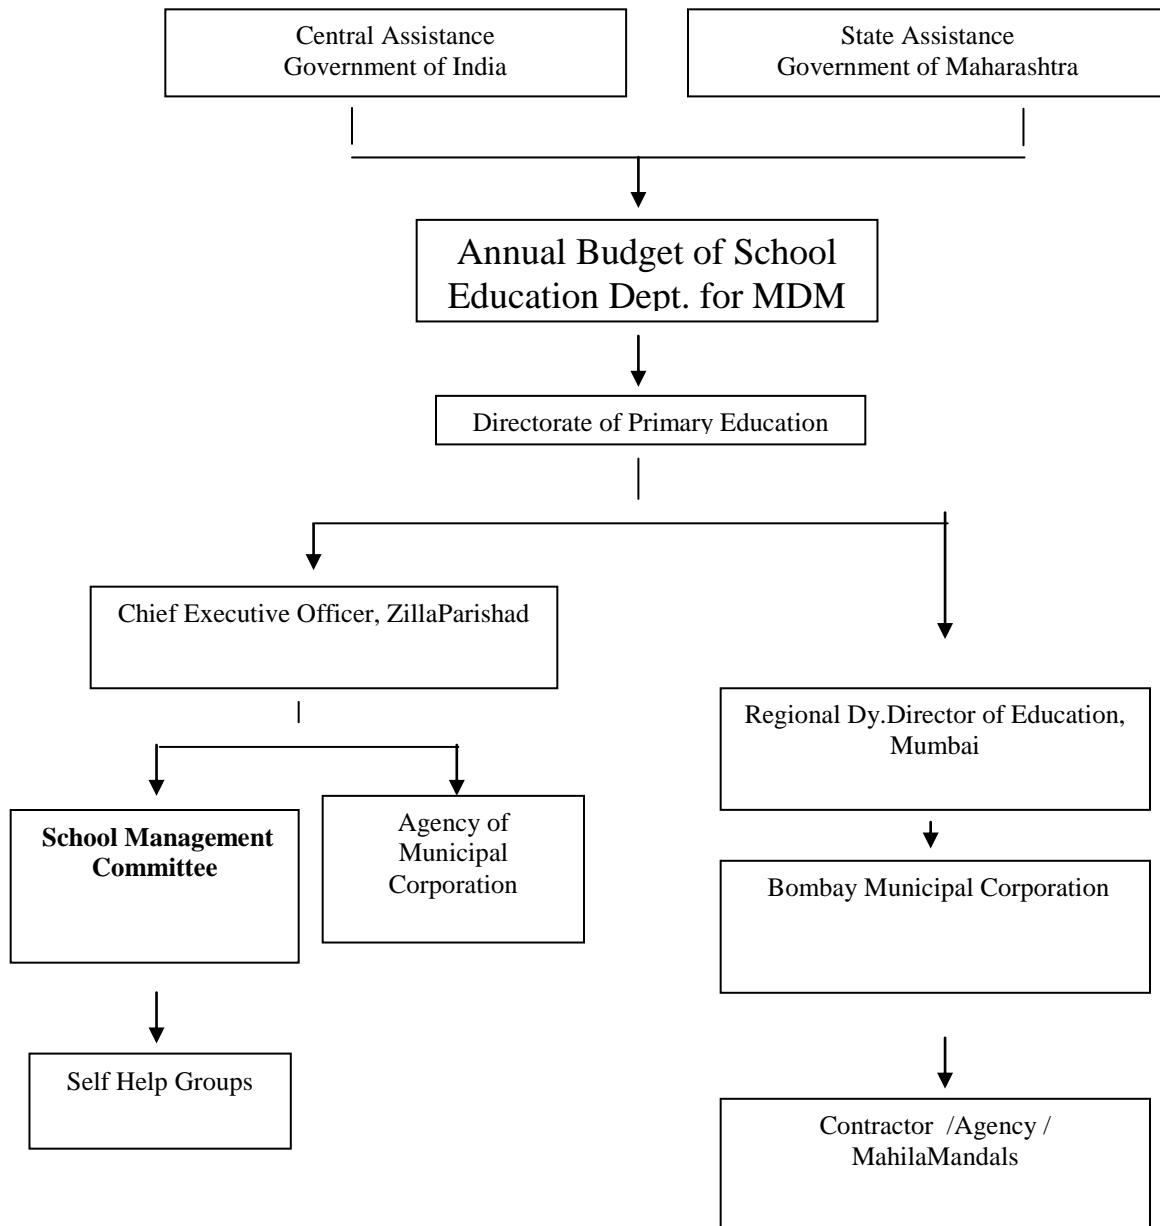 Central Assistance
Government of India
State Assistance
Government of Maharashtra
Annual Budget of School
Education Dept. for MDM
Directorate of Primary Education
Chief Executive Officer, ZillaParishad
Regional Dy.Director of Education,
Mumbai
School Management
Committee
Agency of
Municipal
Corporation
Bombay Municipal Corporation
Self Help Groups
Contractor /Agency /
MahilaMandals